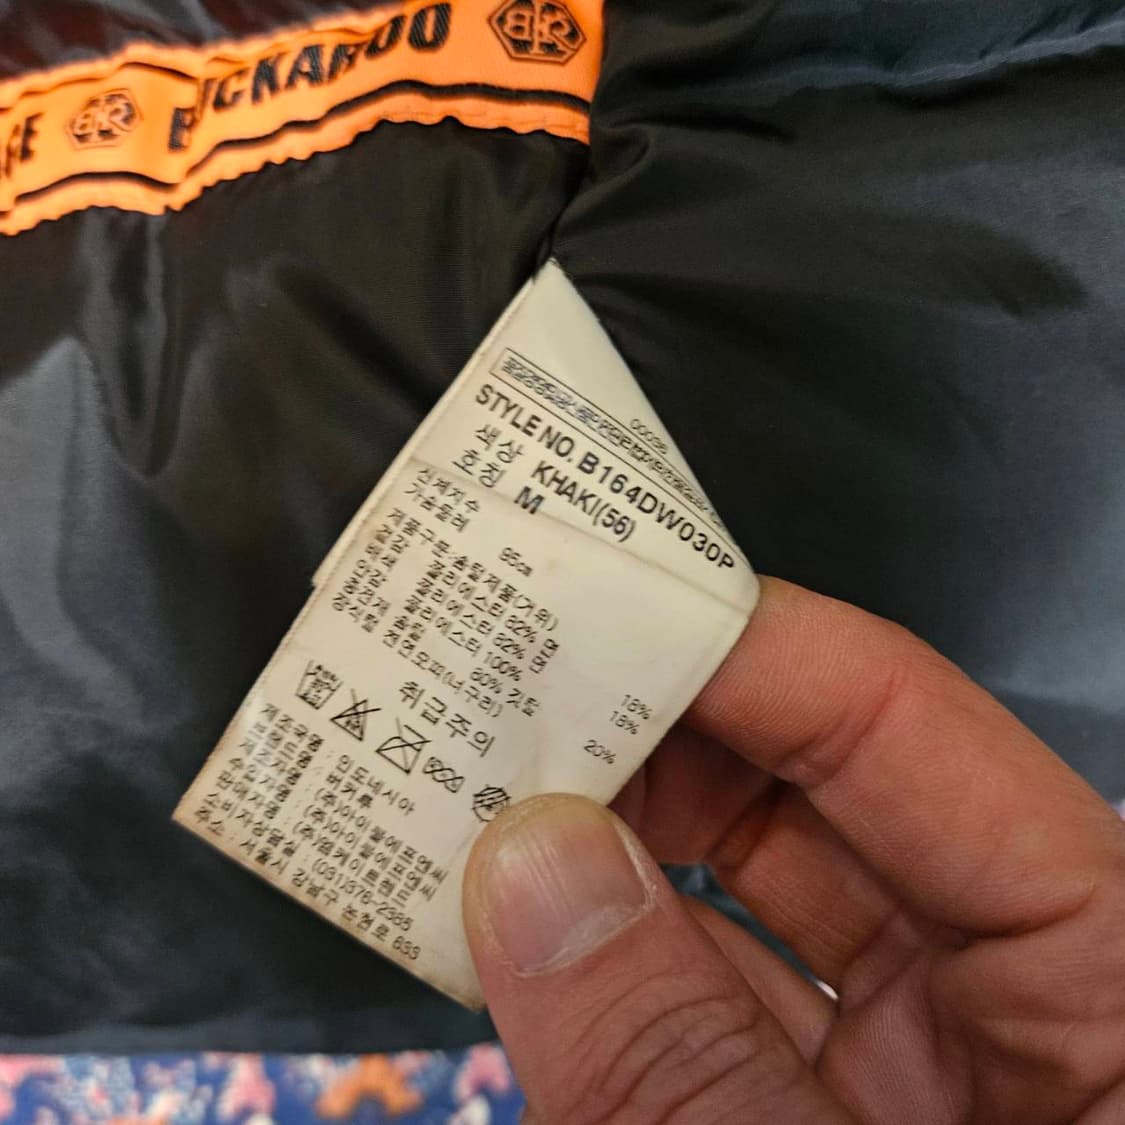 BUCKAROO
00036
STYLE NO. B164DW030P
색상 KHAKI(56)
호칭 M
신체치수
가슴둘레 95cm
제품구분:솜털제품(거위)
겉감 폴리에스터 82% 면 18%
배색 폴리에스터 82% 면 18%
안감 폴리에스터 100%
충전재 솜털 80% 깃털 20%
장식털 천연모피(너구리)
취급주의
제조국명 : 인도네시아
브랜드명 : 버커루
제조자명 : (주)아이불에프엔씨
수입자명 : (주)아이불에프엔씨
판매자명 : (주)엠케이트렌드
소비자상담실 : (031)376-2385
주소 : 서울시 강남구 논현로 633